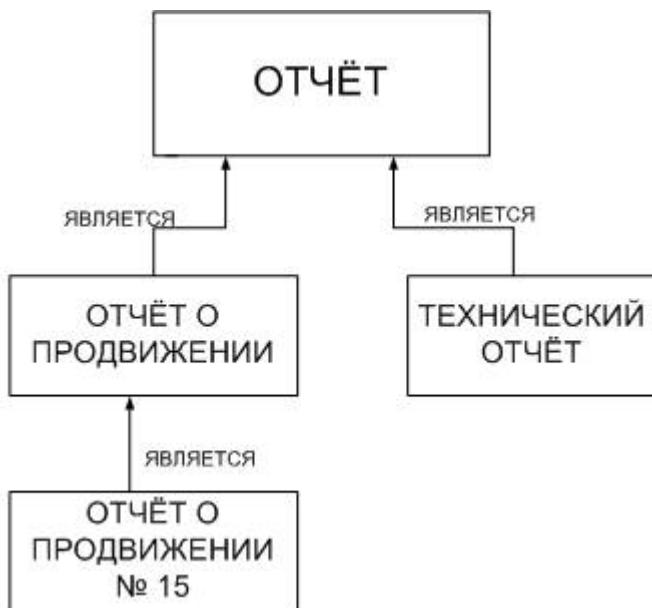 ОТЧЁТ
ЯВЛЯЕТСЯ
ЯВЛЯЕТСЯ
ОТЧЁТ О
ПРОДВИЖЕНИИ
ТЕХНИЧЕСКИЙ
ОТЧЁТ
ЯВЛЯЕТСЯ
ОТЧЁТ О
ПРОДВИЖЕНИИ
№ 15